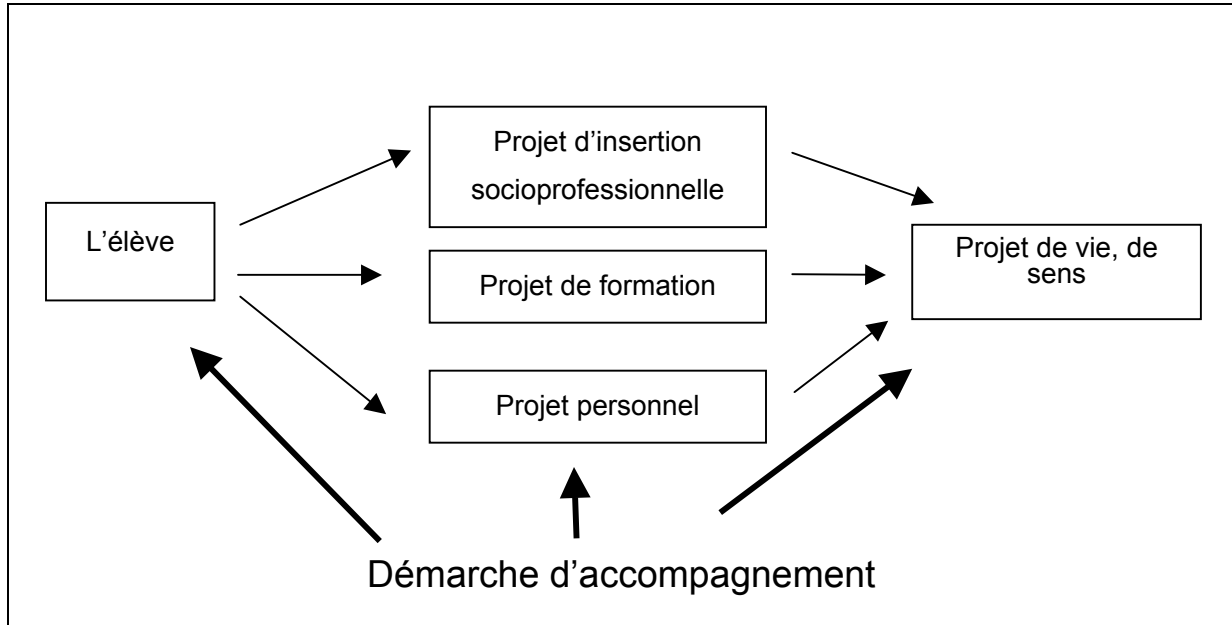 Projet d’insertion
socioprofessionnelle
L’élève
Projet de formation
Projet de vie, de
sens
Projet personnel
Démarche d’accompagnement